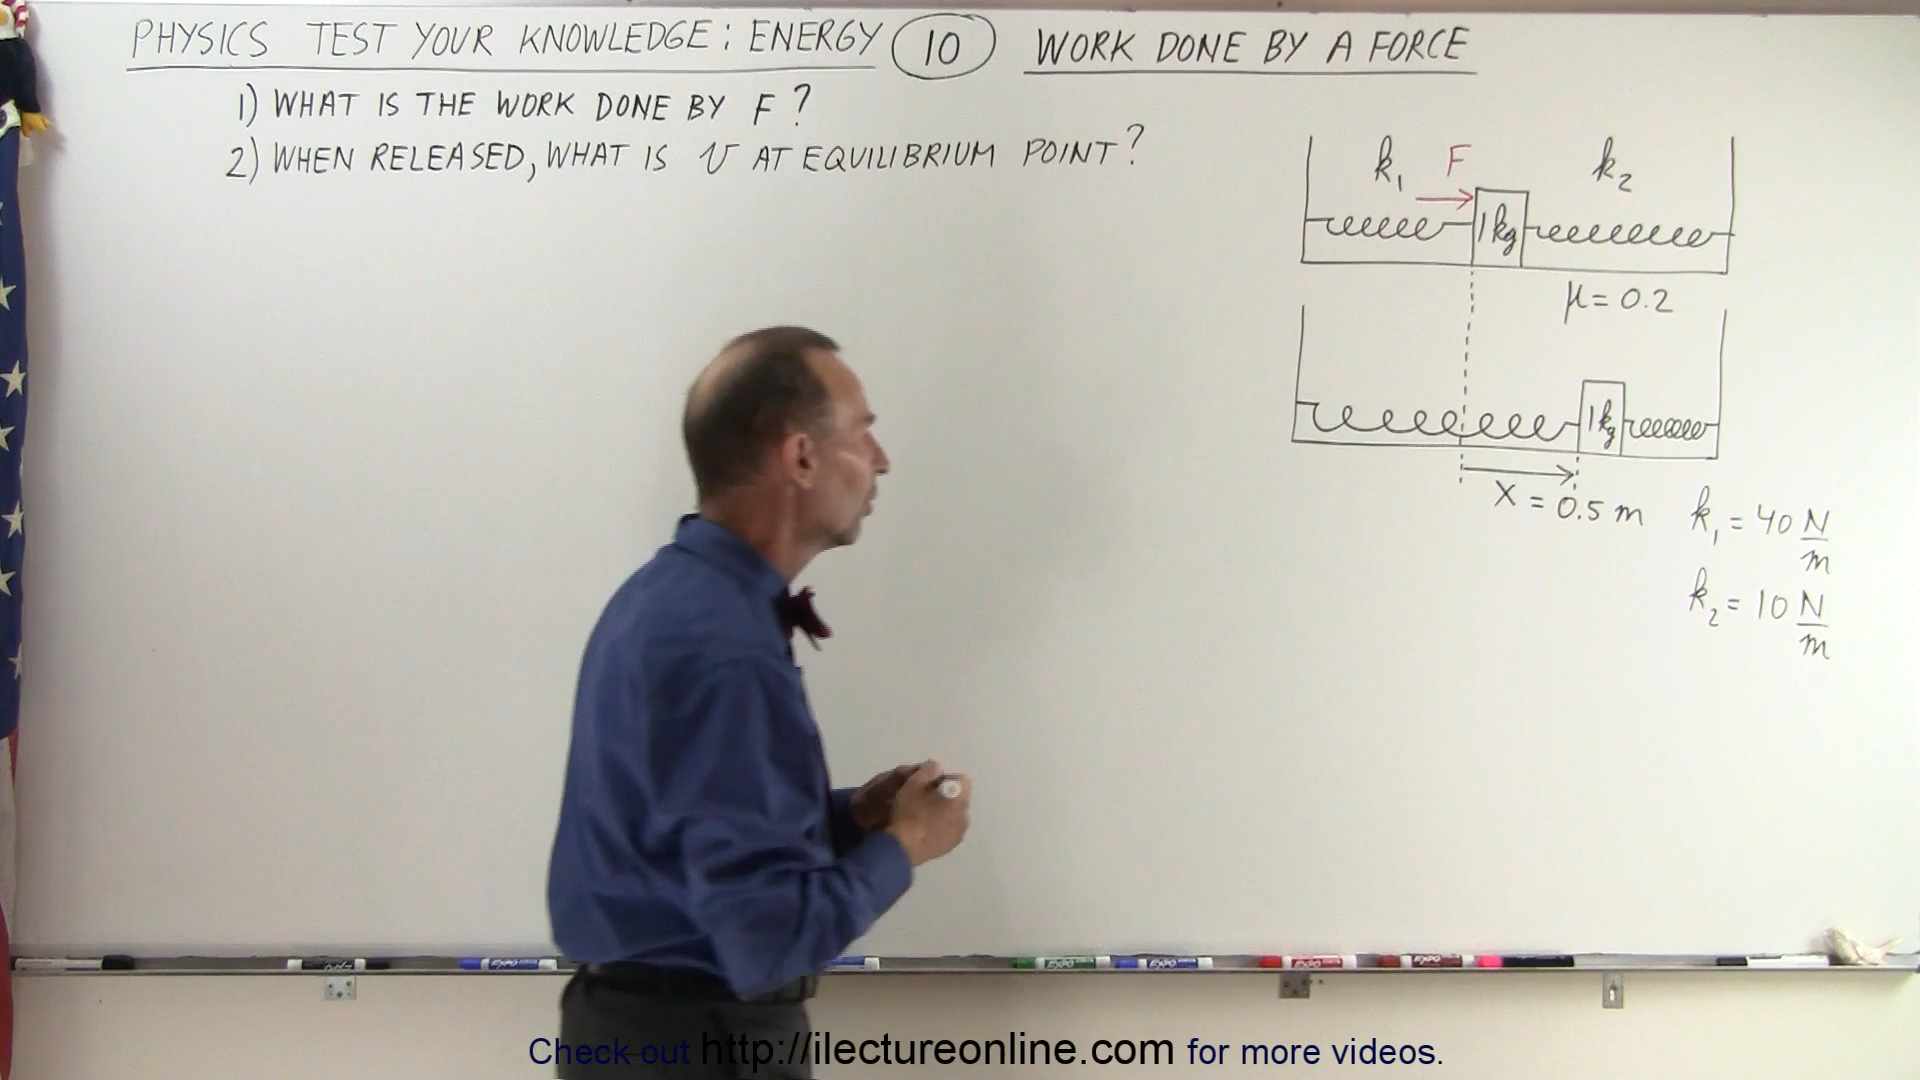 PHYSICS TEST YOUR KNOWLEDGE: ENERGY 10 WORK DONE BY A FORCE
1) WHAT IS THE WORK DONE BY F?
2) WHEN RELEASED, WHAT IS v AT EQUILIBRIUM POINT?
k₁ F k₂
1kg
μ = 0.2
1kg
x = 0.5 m
k₁ = 40 N/m
k₂ = 10 N/m
Check out http://ilectureonline.com for more videos.